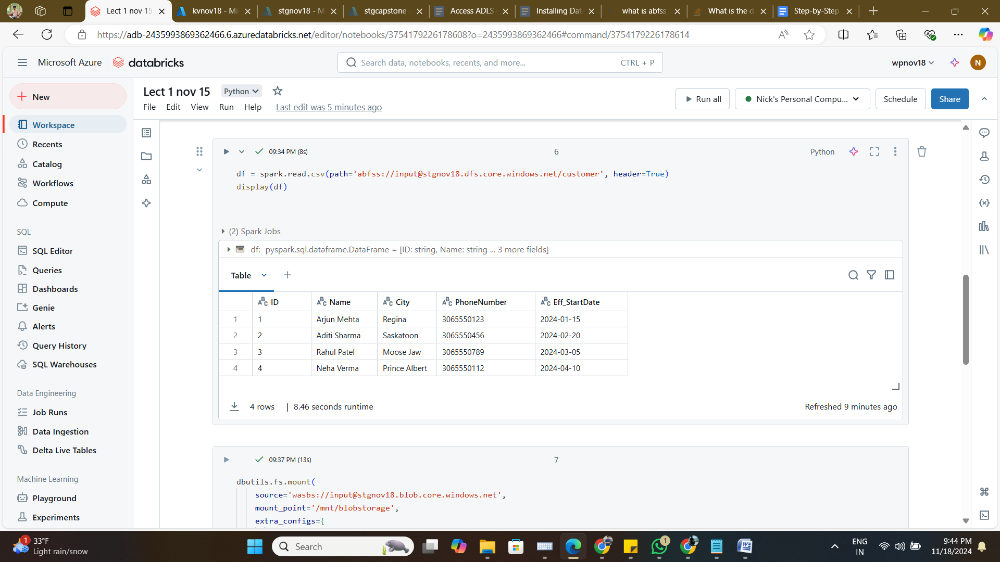 Lect 1 nov 15
kvnov18 - Mi
stgnov18 - M
stgcapstone -
Access ADLS
Installing Dat
what is abfss
What is the d
Step-by-Step
https://adb-2435993869362466.6.azuredatabricks.net/editor/notebooks/3754179226178608?o=2435993869362466#command/3754179226178614
Microsoft Azure
databricks
Search data, notebooks, recents, and more...
CTRL + P
wpnov18
N
New
Lect 1 nov 15
Python
File Edit View Run Help
Last edit was 5 minutes ago
Run all
Nick's Personal Compu...
Schedule
Share
Workspace
Recents
Catalog
Workflows
Compute
SQL
SQL Editor
Queries
Dashboards
Genie
Alerts
Query History
SQL Warehouses
Data Engineering
Job Runs
Data Ingestion
Delta Live Tables
Machine Learning
Playground
Experiments
09:34 PM (8s)
6
Python
df = spark.read.csv(path='abfss://input@stgnov18.dfs.core.windows.net/customer', header=True)
display(df)
(2) Spark Jobs
df: pyspark.sql.dataframe.DataFrame = [ID: string, Name: string ... 3 more fields]
Table
ID Name City PhoneNumber Eff_StartDate
1 1 Arjun Mehta Regina 3065550123 2024-01-15
2 2 Aditi Sharma Saskatoon 3065550456 2024-02-20
3 3 Rahul Patel Moose Jaw 3065550789 2024-03-05
4 4 Neha Verma Prince Albert 3065550112 2024-04-10
4 rows | 8.46 seconds runtime
Refreshed 9 minutes ago
09:37 PM (13s)
7
dbutils.fs.mount(
source='wasbs://input@stgnov18.blob.core.windows.net',
mount_point='/mnt/blobstorage',
extra_configs={
1
33°F
Light rain/snow
Search
1
ENG
IN
9:44 PM
11/18/2024